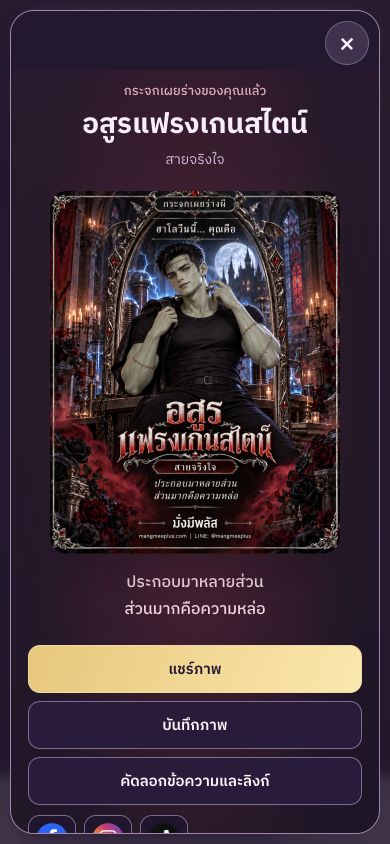 กระจกเผยร่างของคุณแล้ว
อสูรแฟรงเกนสไตน์
สายจริงใจ
กระจกเผยร่างผี
ฮาโลวีนนี้... คุณคือ
อสูร
แฟรงเกนสไตน์
สายจริงใจ
ประกอบมาหลายส่วน
ส่วนมากคือความหล่อ
มั่งมีพลัส
mangmeeplus.com | LINE: @mangmeeplus
ประกอบมาหลายส่วน
ส่วนมากคือความหล่อ
แชร์ภาพ
บันทึกภาพ
คัดลอกข้อความและลิงก์